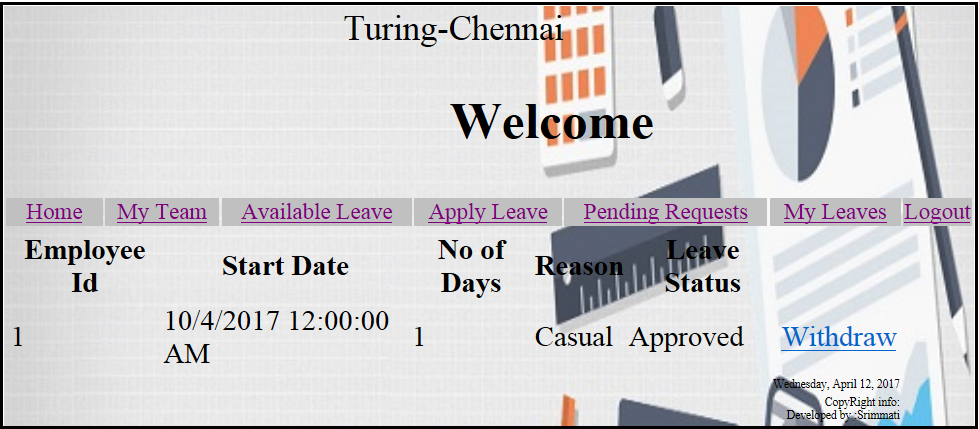 Turing-Chennai
Welcome
Home My Team Available Leave Apply Leave Pending Requests My Leaves Logout
Employee Id Start Date No of Days Reason Leave Status
1 10/4/2017 12:00:00 AM 1 Casual Approved Withdraw
Wednesday, April 12, 2017
CopyRight info:
Developed by :Srimmati